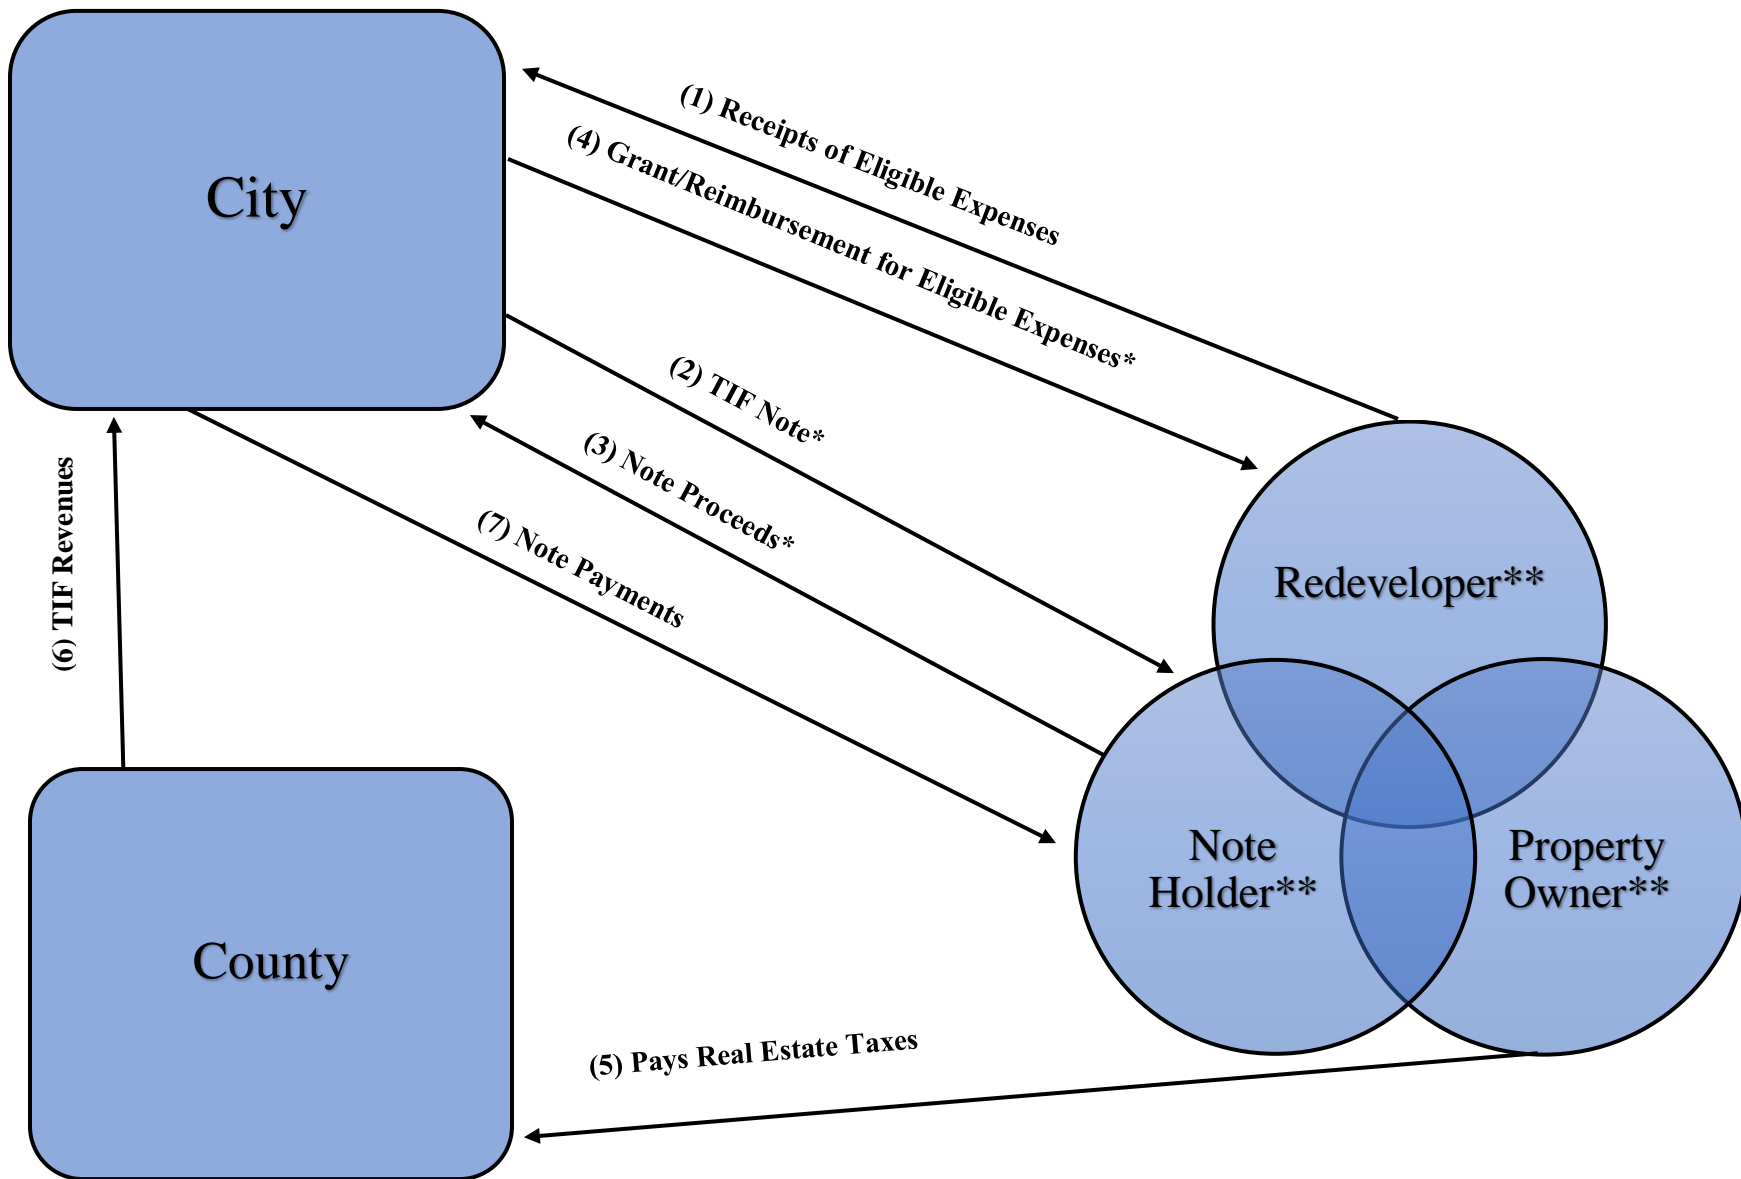 City
(1) Receipts of Eligible Expenses
(4) Grant/Reimbursement for Eligible Expenses*
(2) TIF Note*
(3) Note Proceeds*
(7) Note Payments
(6) TIF Revenues
Redeveloper**
Note
Holder**
Property
Owner**
County
(5) Pays Real Estate Taxes